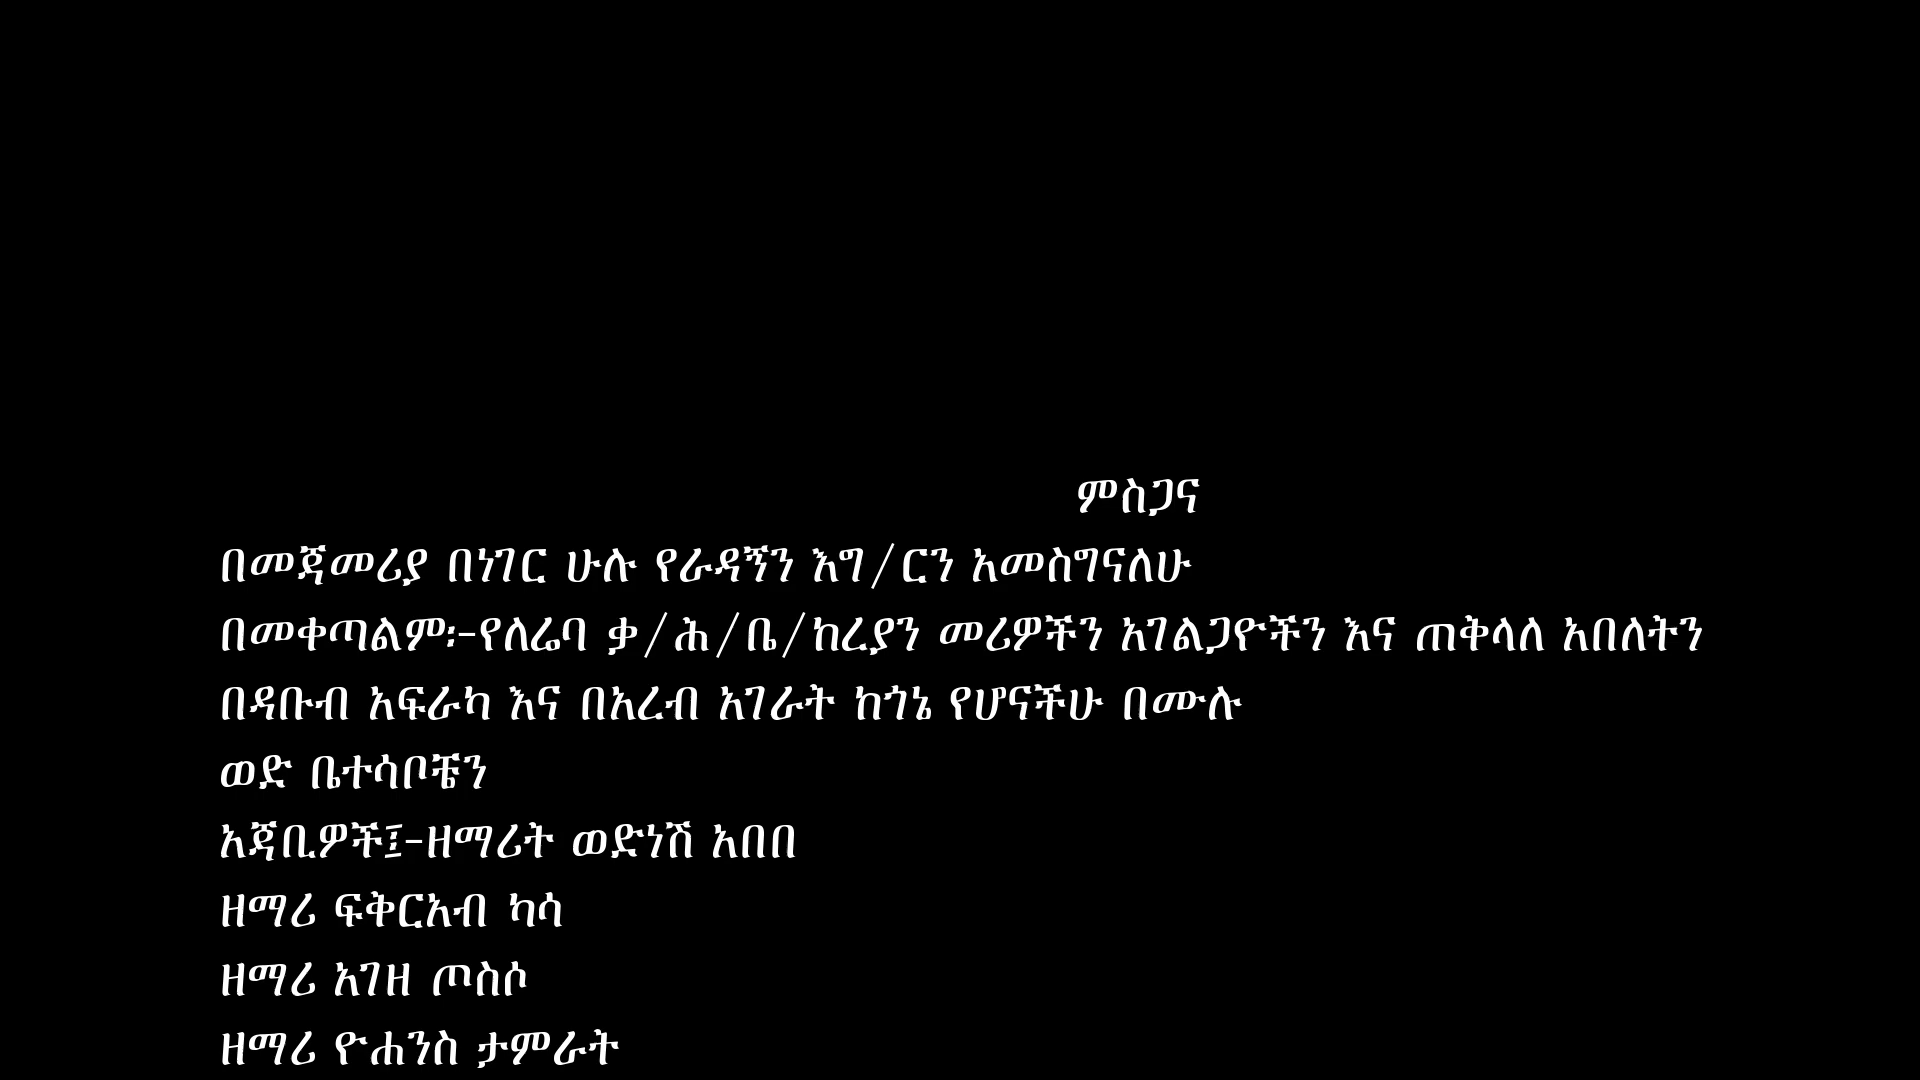 ምስጋና
በመጀመሪያ በነገር ሁሉ የራዳኝን እግ/ርን አመስግናለሁ
በመቀጣልም፡-የለሬባ ቃ/ሕ/ቤ/ከረያን መሪዎችን አገልጋዮችን እና ጠቅላለ አበለትን
በዳቡብ አፍራካ እና በአረብ አገራት ከጎኔ የሆናችሁ በሙሉ
ወድ ቤተሳቦቼን
አጃቢዎች፤-ዘማሪት ወድነሽ አበበ
ዘማሪ ፍቅርአብ ካሳ
ዘማሪ አገዘ ጦስሶ
ዘማሪ ዮሐንስ ታምራት